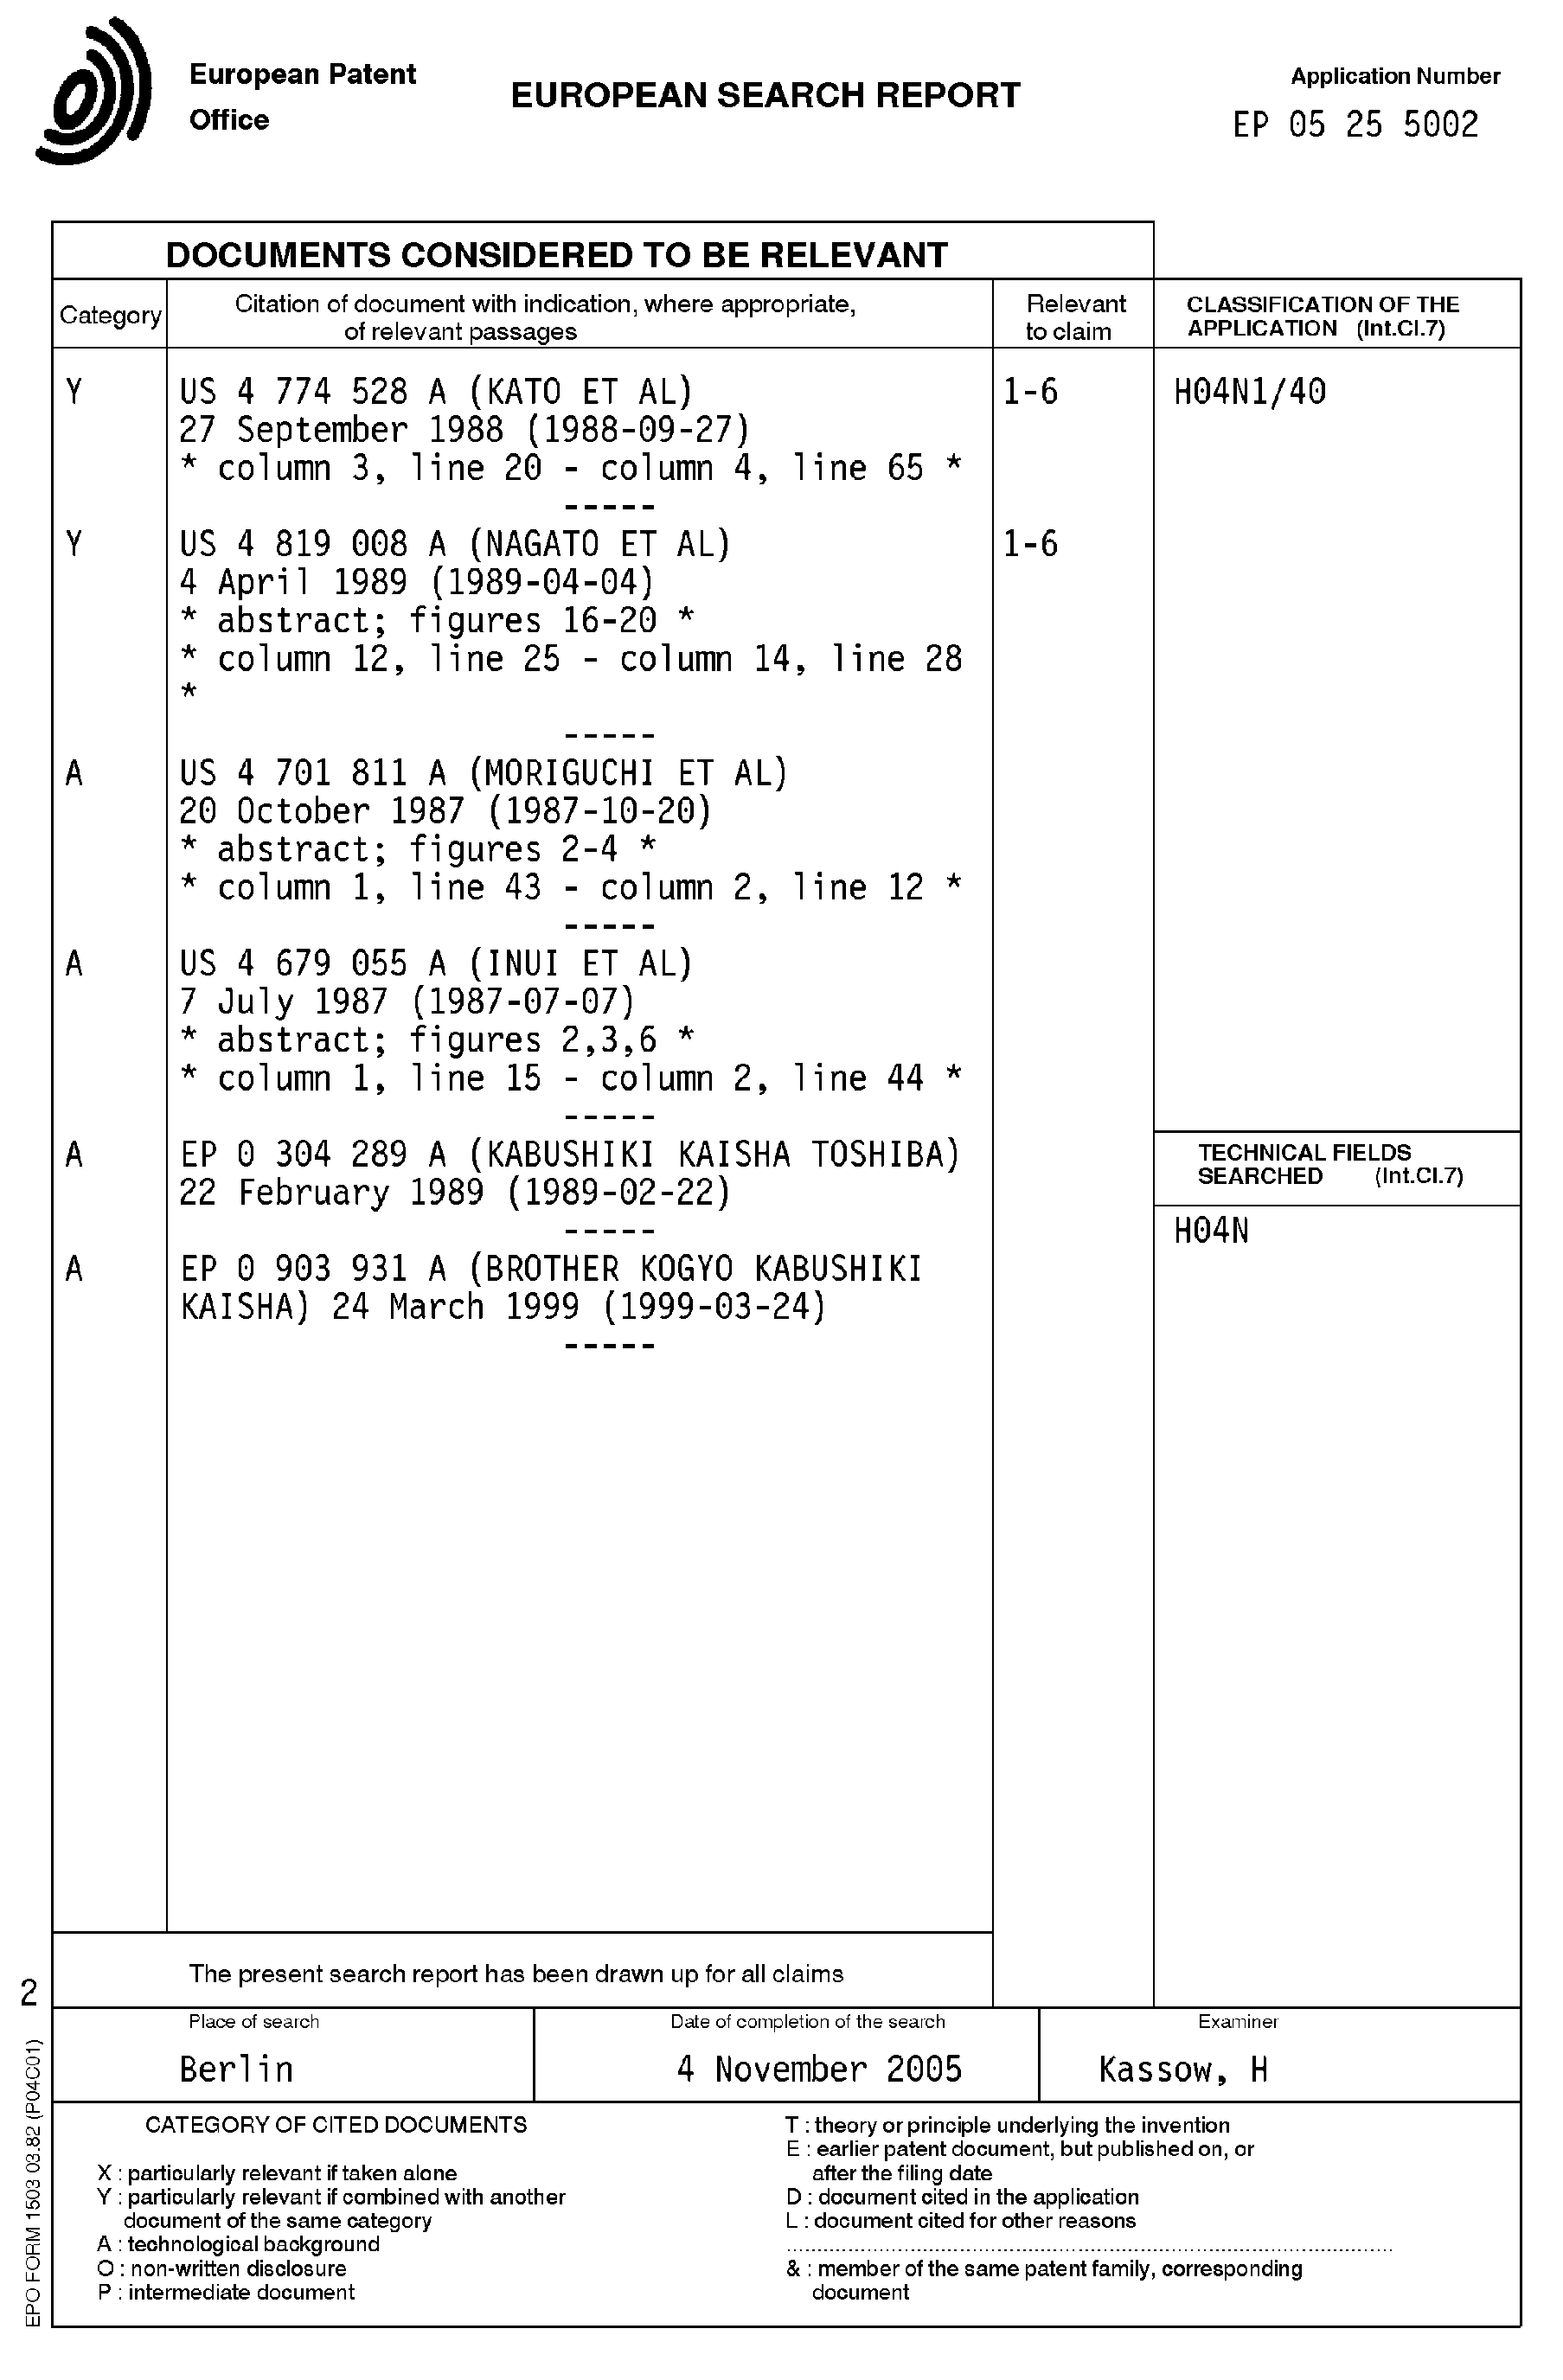 European Patent
Office
EUROPEAN SEARCH REPORT
Application Number
EP 05 25 5002
DOCUMENTS CONSIDERED TO BE RELEVANT
Category
Citation of document with indication, where appropriate,
of relevant passages
Relevant
to claim
CLASSIFICATION OF THE
APPLICATION (Int.Cl.7)
Y US 4 774 528 A (KATO ET AL) 1-6 H04N1/40
27 September 1988 (1988-09-27)
* column 3, line 20 - column 4, line 65 *
-----
Y US 4 819 008 A (NAGATO ET AL) 1-6
4 April 1989 (1989-04-04)
* abstract; figures 16-20 *
* column 12, line 25 - column 14, line 28
*
-----
A US 4 701 811 A (MORIGUCHI ET AL)
20 October 1987 (1987-10-20)
* abstract; figures 2-4 *
* column 1, line 43 - column 2, line 12 *
-----
A US 4 679 055 A (INUI ET AL)
7 July 1987 (1987-07-07)
* abstract; figures 2,3,6 *
* column 1, line 15 - column 2, line 44 *
-----
A EP 0 304 289 A (KABUSHIKI KAISHA TOSHIBA)
22 February 1989 (1989-02-22)
-----
A EP 0 903 931 A (BROTHER KOGYO KABUSHIKI
KAISHA) 24 March 1999 (1999-03-24)
-----
TECHNICAL FIELDS
SEARCHED (Int.Cl.7)
H04N
The present search report has been drawn up for all claims
2
Place of search
Berlin
Date of completion of the search
4 November 2005
Examiner
Kassow, H
CATEGORY OF CITED DOCUMENTS
X : particularly relevant if taken alone
Y : particularly relevant if combined with another
document of the same category
A : technological background
O : non-written disclosure
P : intermediate document
T : theory or principle underlying the invention
E : earlier patent document, but published on, or
after the filing date
D : document cited in the application
L : document cited for other reasons
& : member of the same patent family, corresponding
document
EPO FORM 1503 03.82 (P04C01)